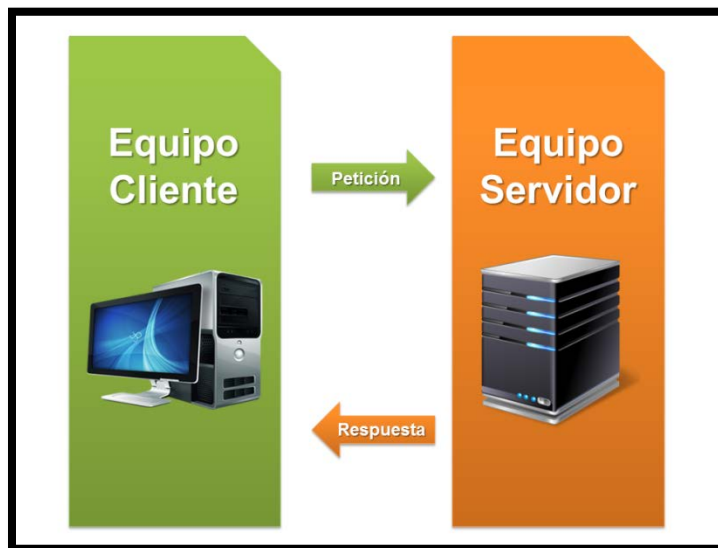 Equipo
Cliente
Petición
Equipo
Servidor
Respuesta